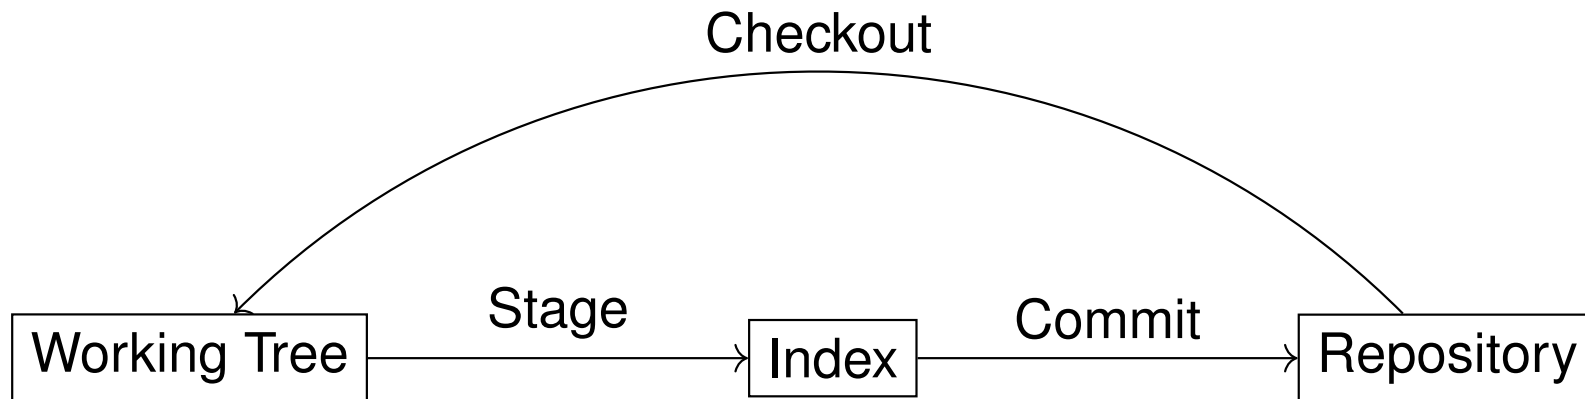 Checkout
Stage
Commit
Working Tree
Index
Repository